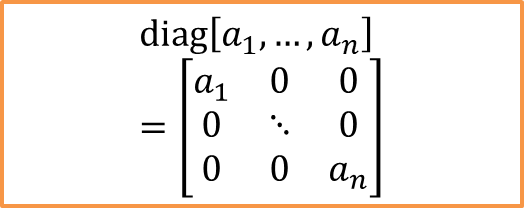 diag[a₁, …, aₙ]
= [a₁ 0 0
0 ⋱ 0
0 0 aₙ]